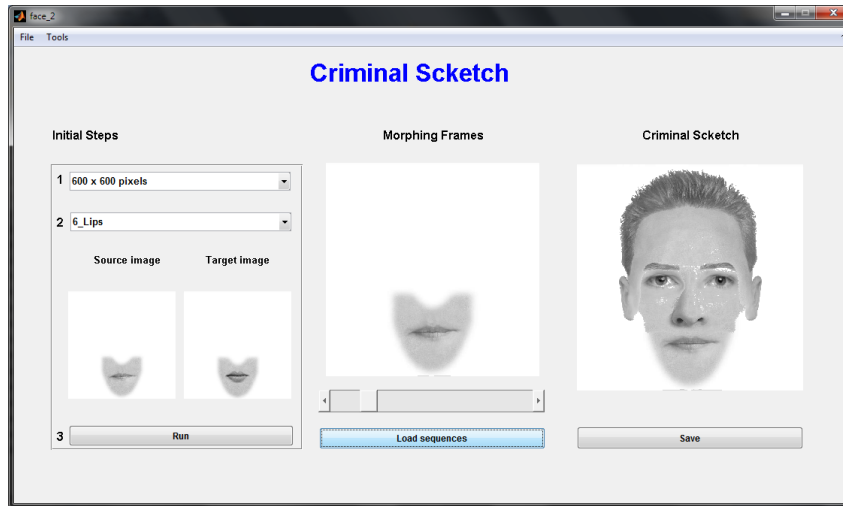 face_2
File Tools
Criminal Scketch
Initial Steps
Morphing Frames
Criminal Scketch
1 600 x 600 pixels
2 6_Lips
Source image Target image
3 Run
Load sequences
Save